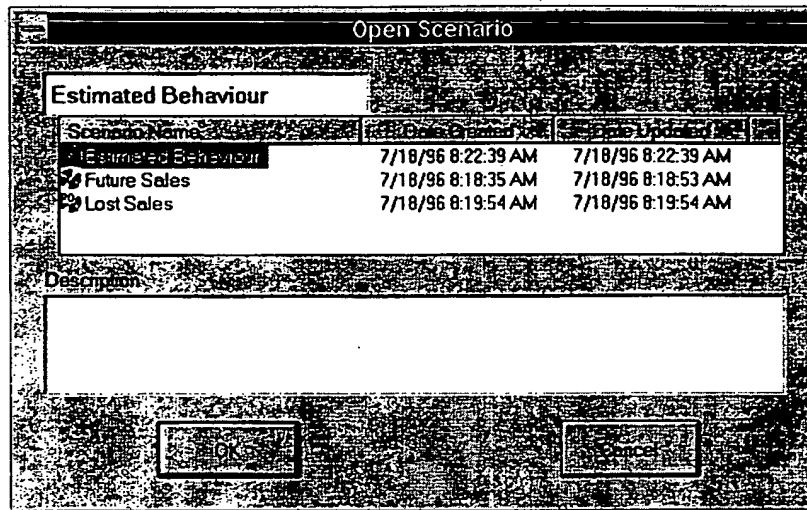 Open Scenario
Estimated Behaviour
Scenario Name Date Created Date Updated
Estimated Behaviour 7/18/96 8:22:39 AM 7/18/96 8:22:39 AM
Future Sales 7/18/96 8:18:35 AM 7/18/96 8:18:53 AM
Lost Sales 7/18/96 8:19:54 AM 7/18/96 8:19:54 AM
Description
OK Cancel